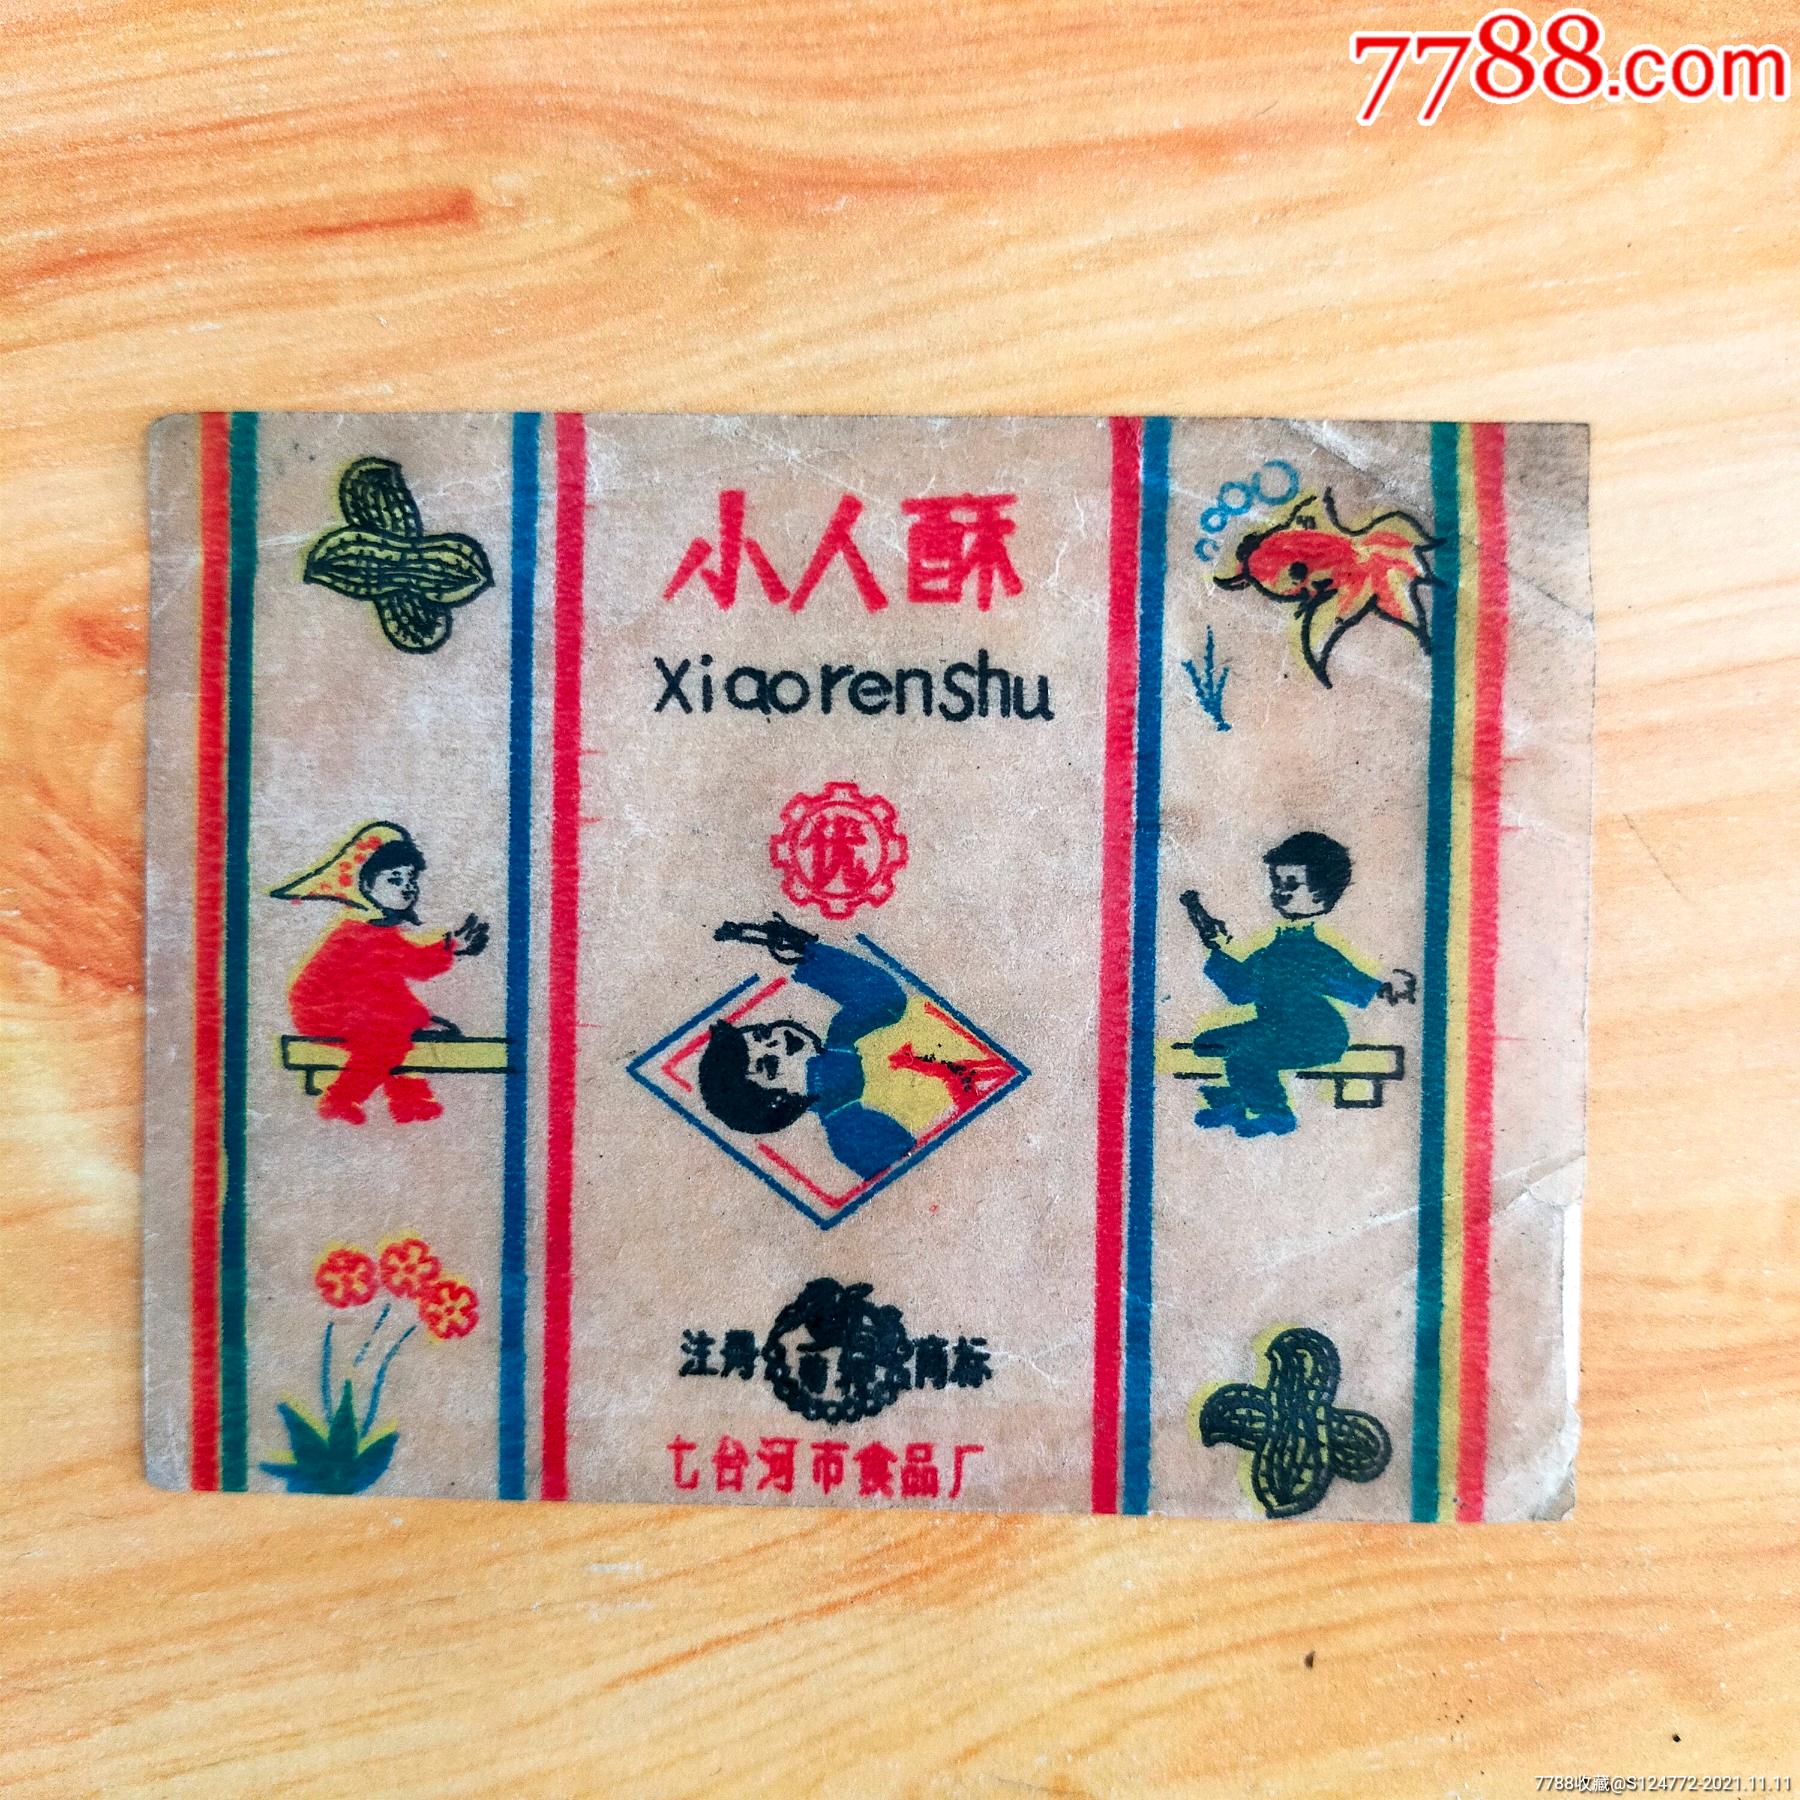 7788.com
小人酥
Xiaorenshu
优
注册 商标
七台河市食品厂
7788收藏@S124772-2021.11.11